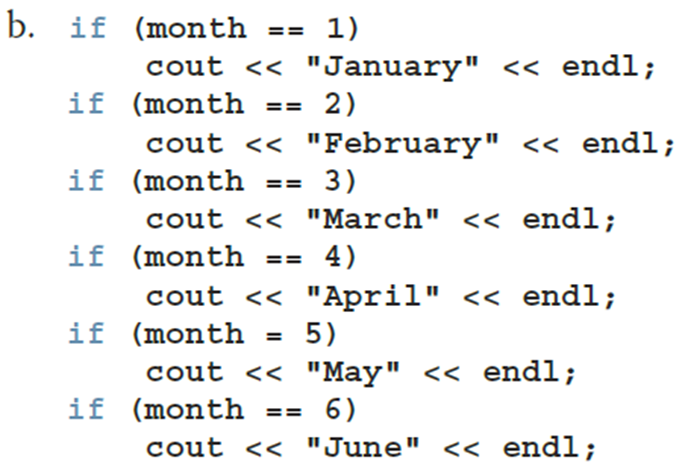 b. if (month == 1)
cout << "January" << endl;
if (month == 2)
cout << "February" << endl;
if (month == 3)
cout << "March" << endl;
if (month == 4)
cout << "April" << endl;
if (month = 5)
cout << "May" << endl;
if (month == 6)
cout << "June" << endl;